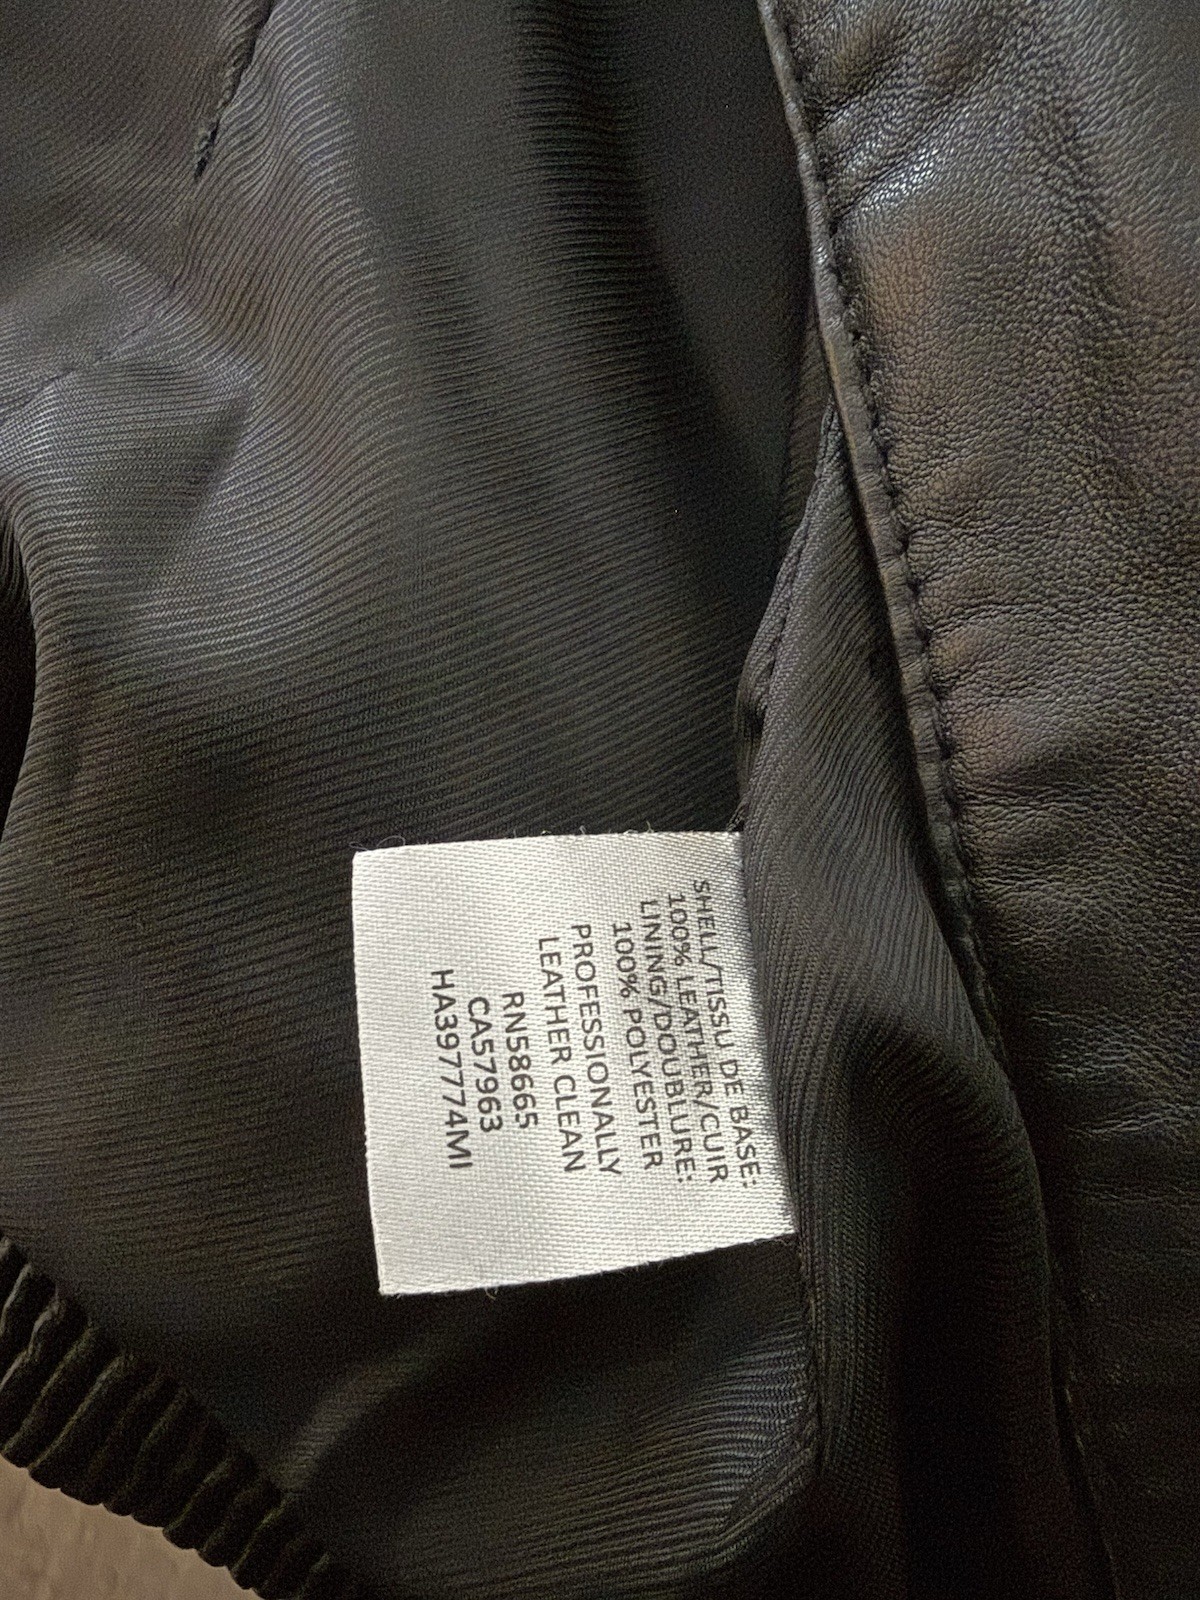 SHELL/TISSU DE BASE:
100% LEATHER/CUIR
LINING/DOUBLURE:
100% POLYESTER
PROFESSIONALLY
LEATHER CLEAN
RN58665
CA57963
HA397774MI